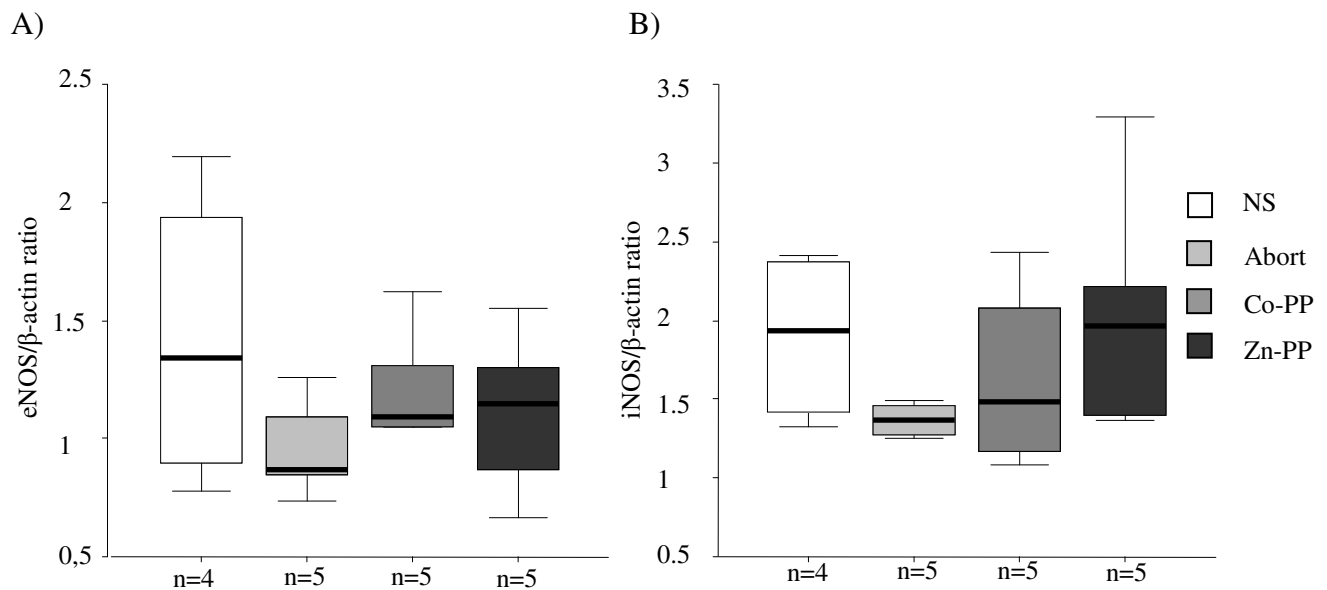 A)
eNOS/β-actin ratio
2.5
2
1.5
1
0,5
n=4
n=5
n=5
n=5
B)
iNOS/β-actin ratio
3.5
3
2.5
2
1.5
1
0.5
n=4
n=5
n=5
n=5
NS
Abort
Co-PP
Zn-PP